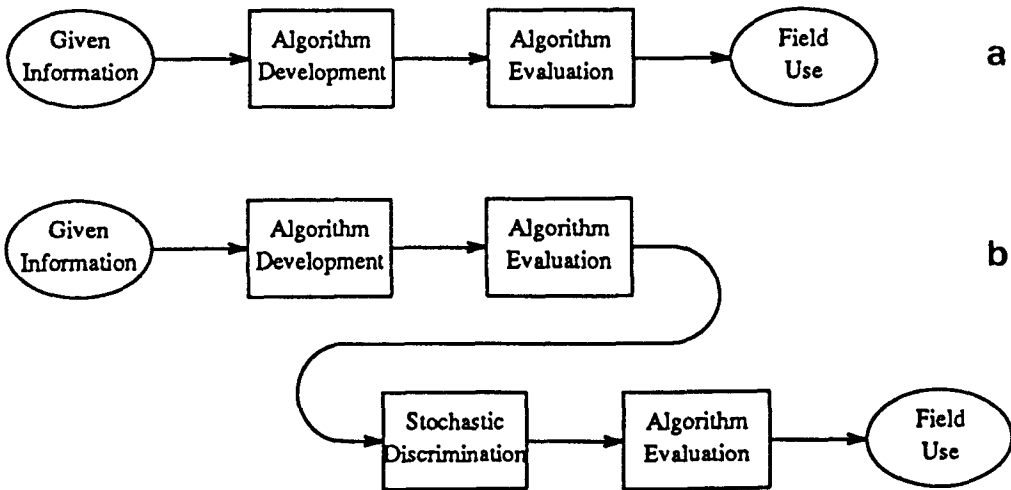 Given
Information
Algorithm
Development
Algorithm
Evaluation
Field
Use
a
Given
Information
Algorithm
Development
Algorithm
Evaluation
b
Stochastic
Discrimination
Algorithm
Evaluation
Field
Use